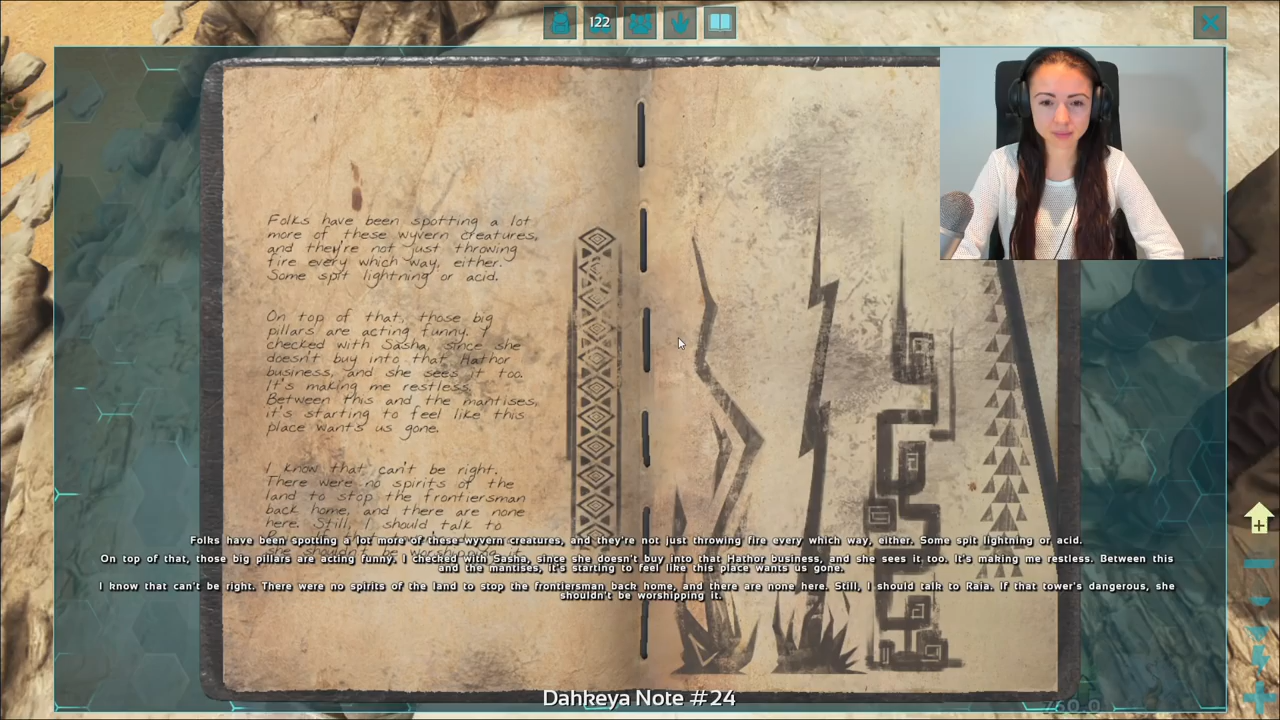 122
Folks have been spotting a lot
more of these wyvern creatures,
and they're not just throwing
fire every which way, either.
Some spit lightning or acid.
On top of that, those big
pillars are acting funny. I
checked with Sasha, since she
doesn't buy into that Hathor
business, and she sees it too.
It's making me restless.
Between this and the mantises,
it's starting to feel like this
place wants us gone.
I know that can't be right.
There were no spirits of the
land to stop the frontiersman
back home, and there are none
here. Still, I should talk to
Folks have been spotting a lot more of these wyvern creatures, and they're not just throwing fire every which way, either. Some spit lightning or acid.
On top of that, those big pillars are acting funny. I checked with Sasha, since she doesn't buy into that Hathor business, and she sees it too. It's making me restless. Between this
and the mantises, it's starting to feel like this place wants us gone.
I know that can't be right. There were no spirits of the land to stop the frontiersman back home, and there are none here. Still, I should talk to Raia. If that tower's dangerous, she
shouldn't be worshipping it.
Dahkeya Note #24
760.0